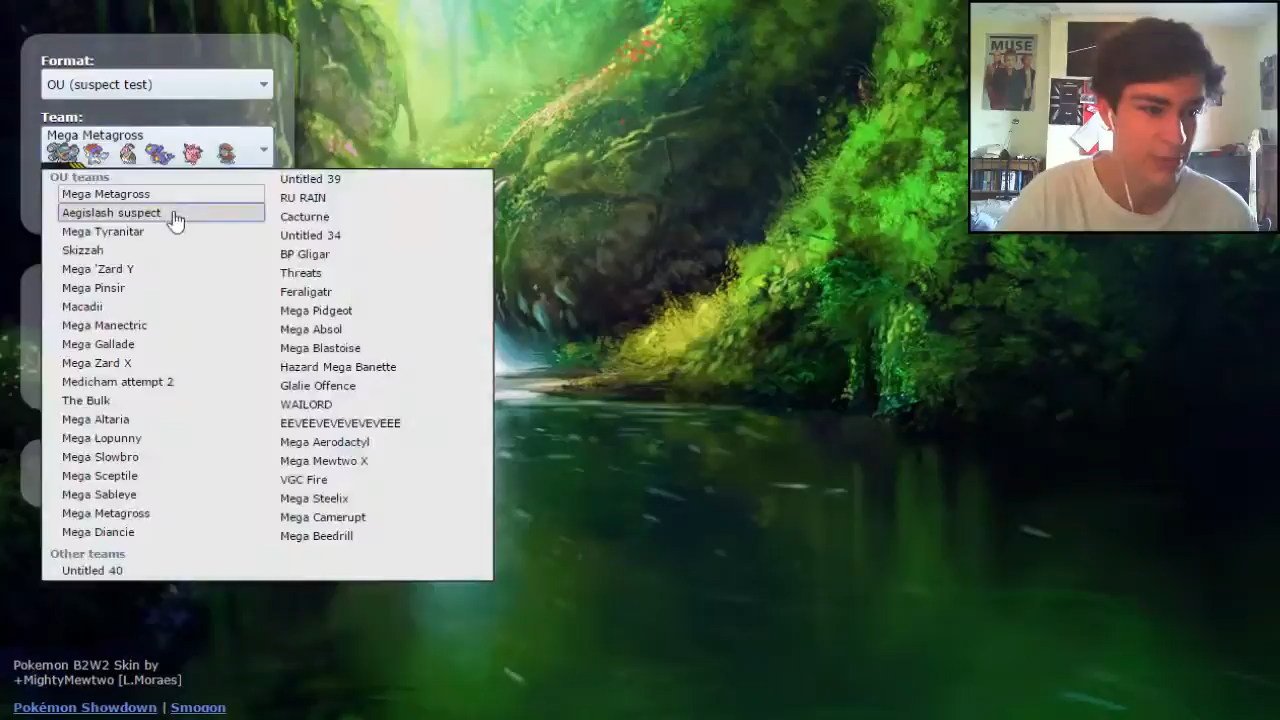 Format:
OU (suspect test)
Team:
Mega Metagross
OU teams
Mega Metagross
Aegislash suspect
Mega Tyranitar
Skizzah
Mega 'Zard Y
Mega Pinsir
Macadii
Mega Manectric
Mega Gallade
Mega Zard X
Medicham attempt 2
The Bulk
Mega Altaria
Mega Lopunny
Mega Slowbro
Mega Sceptile
Mega Sableye
Mega Metagross
Mega Diancie
Other teams
Untitled 40
Untitled 39
RU RAIN
Cacturne
Untitled 34
BP Gligar
Threats
Feraligatr
Mega Pidgeot
Mega Absol
Mega Blastoise
Hazard Mega Banette
Glalie Offence
WAILORD
EEVEEVEVEVEVEVEEE
Mega Aerodactyl
Mega Mewtwo X
VGC Fire
Mega Steelix
Mega Camerupt
Mega Beedrill
MUSE
Pokemon B2W2 Skin by
+MightyMewtwo [L.Moraes]
Pokémon Showdown | Smogon